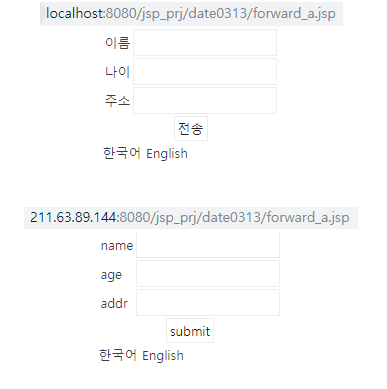 localhost:8080/jsp_prj/date0313/forward_a.jsp
이름
나이
주소
전송
한국어 English
211.63.89.144:8080/jsp_prj/date0313/forward_a.jsp
name
age
addr
submit
한국어 English